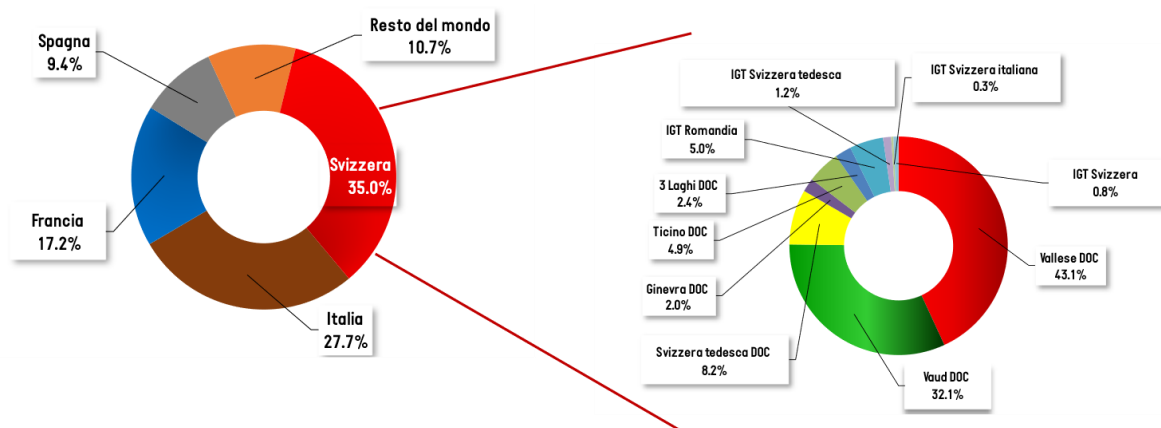 Resto del mondo
10.7%
Spagna
9.4%
Svizzera
35.0%
Francia
17.2%
Italia
27.7%
IGT Svizzera tedesca
1.2%
IGT Svizzera italiana
0.3%
IGT Romandia
5.0%
IGT Svizzera
0.8%
3 Laghi DOC
2.4%
Ticino DOC
4.9%
Vallese DOC
43.1%
Ginevra DOC
2.0%
Svizzera tedesca DOC
8.2%
Vaud DOC
32.1%